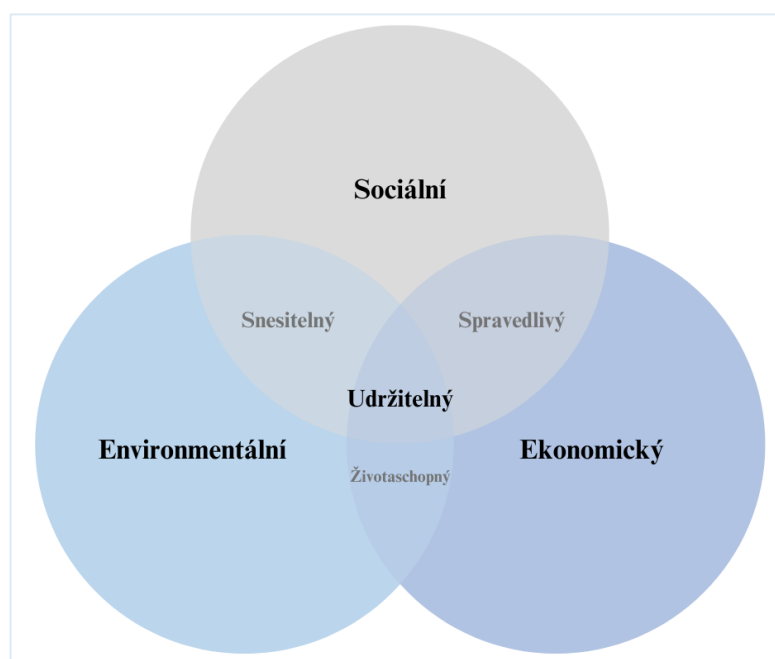 Sociální
Snesitelný
Spravedlivý
Udržitelný
Environmentální
Ekonomický
Životaschopný